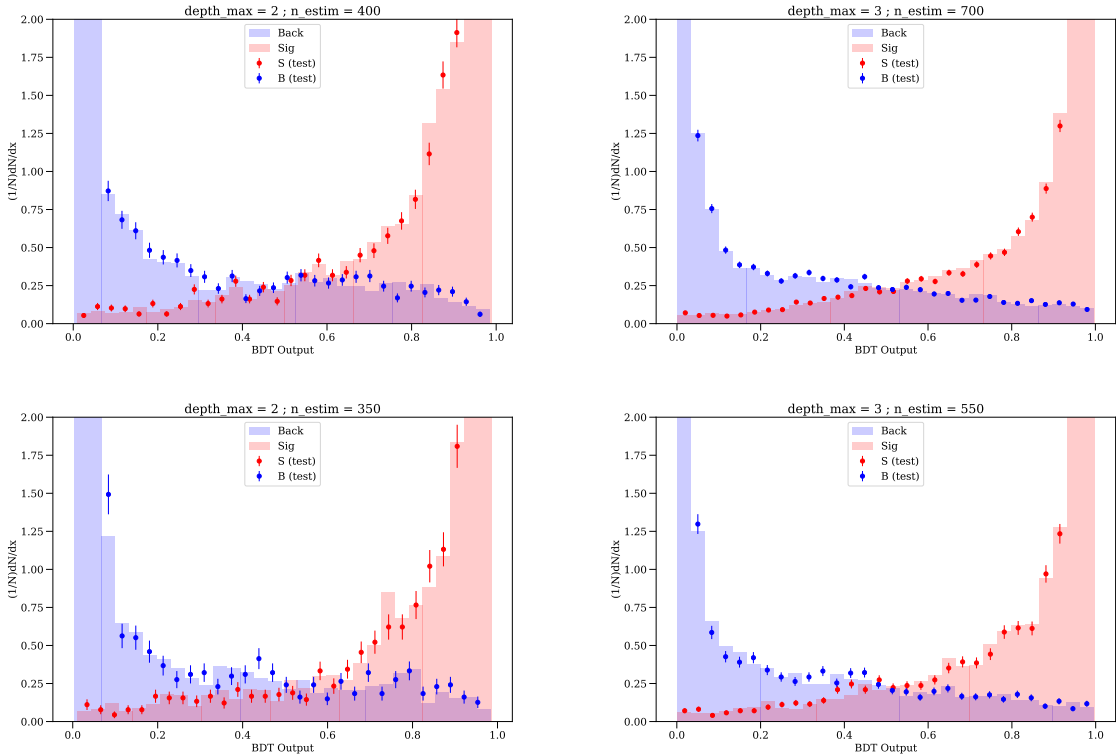 depth_max = 2 ; n_estim = 400
2.00
1.75
1.50
1.25
1.00
0.75
0.50
0.25
0.00
(1/N)dN/dx
Back
Sig
S (test)
B (test)
0.0 0.2 0.4 0.6 0.8 1.0
BDT Output
depth_max = 3 ; n_estim = 700
2.00
1.75
1.50
1.25
1.00
0.75
0.50
0.25
0.00
(1/N)dN/dx
Back
Sig
S (test)
B (test)
0.0 0.2 0.4 0.6 0.8 1.0
BDT Output
depth_max = 2 ; n_estim = 350
2.00
1.75
1.50
1.25
1.00
0.75
0.50
0.25
0.00
(1/N)dN/dx
Back
Sig
S (test)
B (test)
0.0 0.2 0.4 0.6 0.8 1.0
BDT Output
depth_max = 3 ; n_estim = 550
2.00
1.75
1.50
1.25
1.00
0.75
0.50
0.25
0.00
(1/N)dN/dx
Back
Sig
S (test)
B (test)
0.0 0.2 0.4 0.6 0.8 1.0
BDT Output